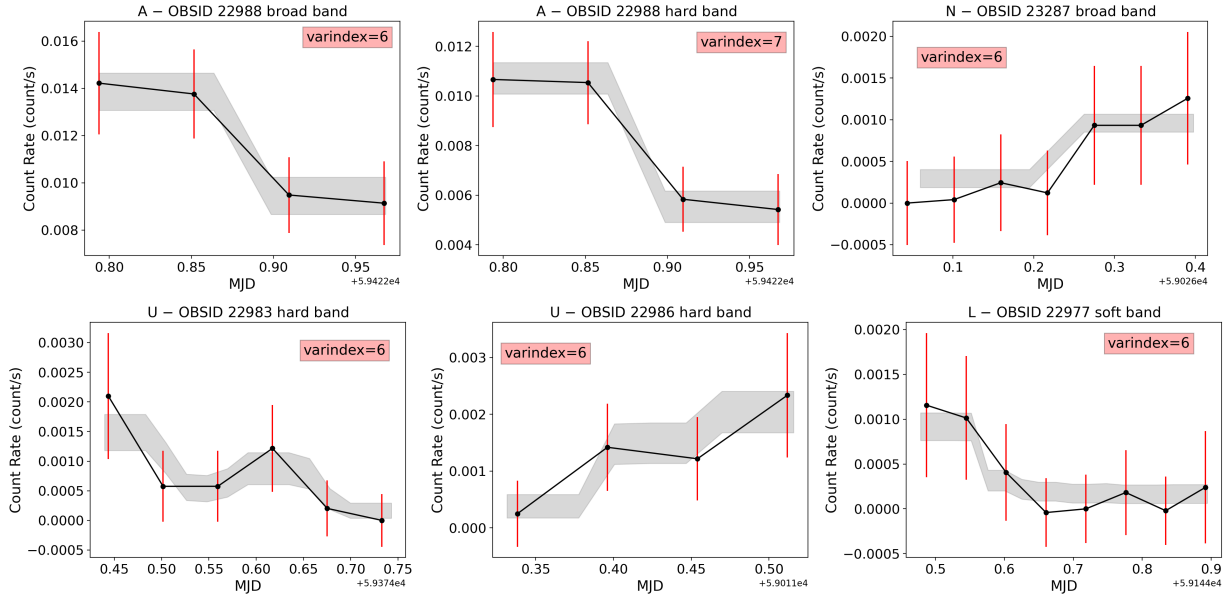 A − OBSID 22988 broad band
varindex=6
Count Rate (count/s)
0.016
0.014
0.012
0.010
0.008
0.80 0.85 0.90 0.95
MJD
+5.9422e4
A − OBSID 22988 hard band
varindex=7
Count Rate (count/s)
0.012
0.010
0.008
0.006
0.004
0.80 0.85 0.90 0.95
MJD
+5.9422e4
N − OBSID 23287 broad band
varindex=6
Count Rate (count/s)
0.0020
0.0015
0.0010
0.0005
0.0000
−0.0005
0.1 0.2 0.3 0.4
MJD
+5.9026e4
U − OBSID 22983 hard band
varindex=6
Count Rate (count/s)
0.0030
0.0025
0.0020
0.0015
0.0010
0.0005
0.0000
−0.0005
0.45 0.50 0.55 0.60 0.65 0.70 0.75
MJD
+5.9374e4
U − OBSID 22986 hard band
varindex=6
Count Rate (count/s)
0.003
0.002
0.001
0.000
0.35 0.40 0.45 0.50
MJD
+5.9011e4
L − OBSID 22977 soft band
varindex=6
Count Rate (count/s)
0.0020
0.0015
0.0010
0.0005
0.0000
−0.0005
0.5 0.6 0.7 0.8 0.9
MJD
+5.9144e4